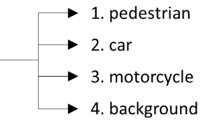 1. pedestrian
2. car
3. motorcycle
4. background